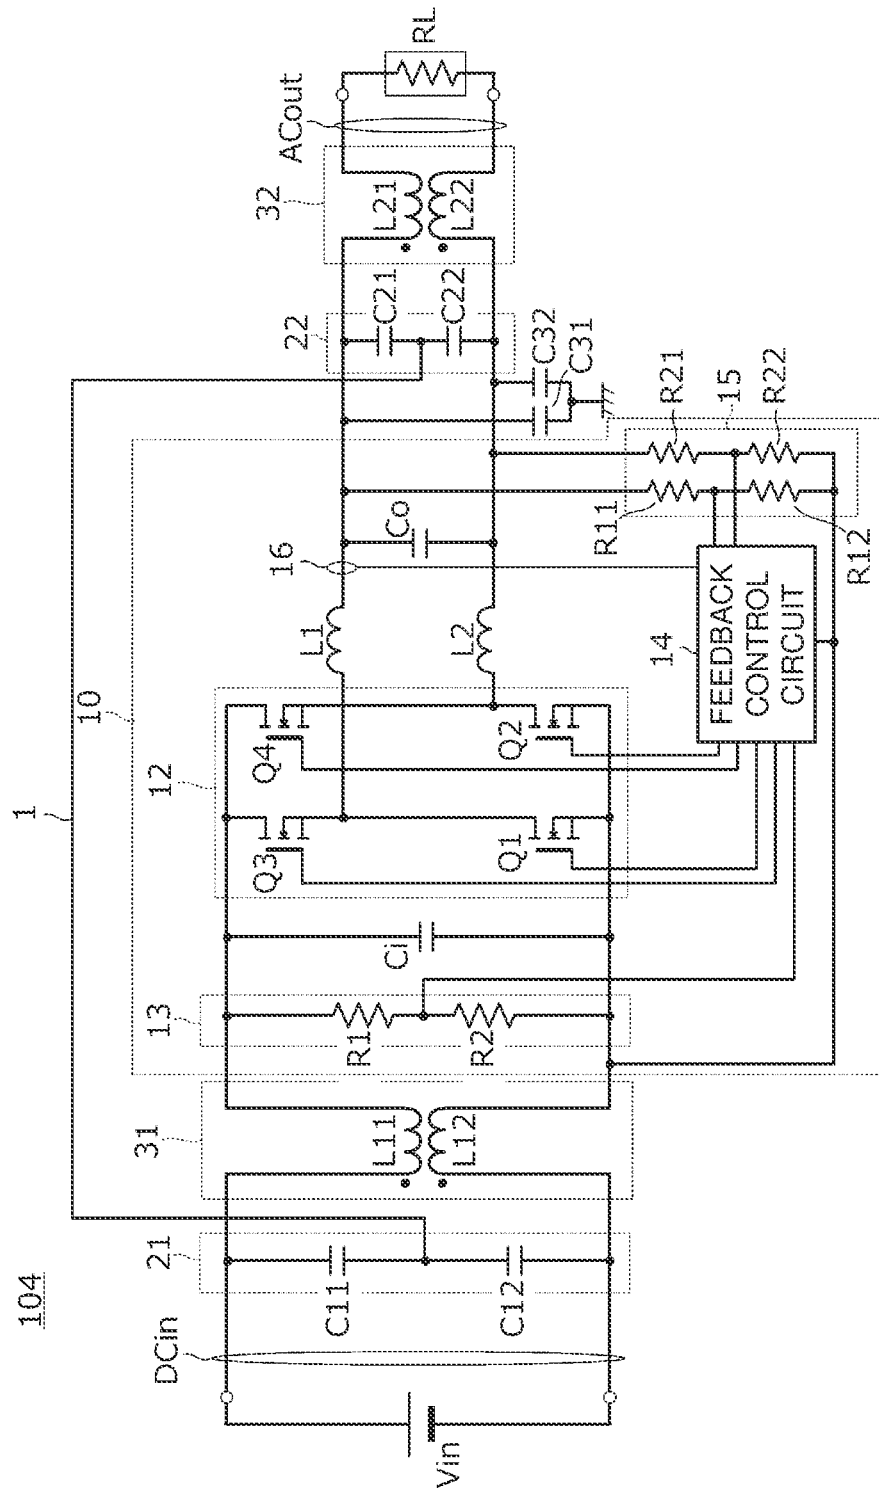 104
1
10
DCin
Vin
21
C11
C12
31
L11
L12
13
R1
R2
Ci
12
Q3
Q4
Q1
Q2
L1
L2
16
Co
14
FEEDBACK
CONTROL
CIRCUIT
R11
R21
15
R12
R22
C32
C31
22
C21
C22
32
L21
L22
ACout
RL